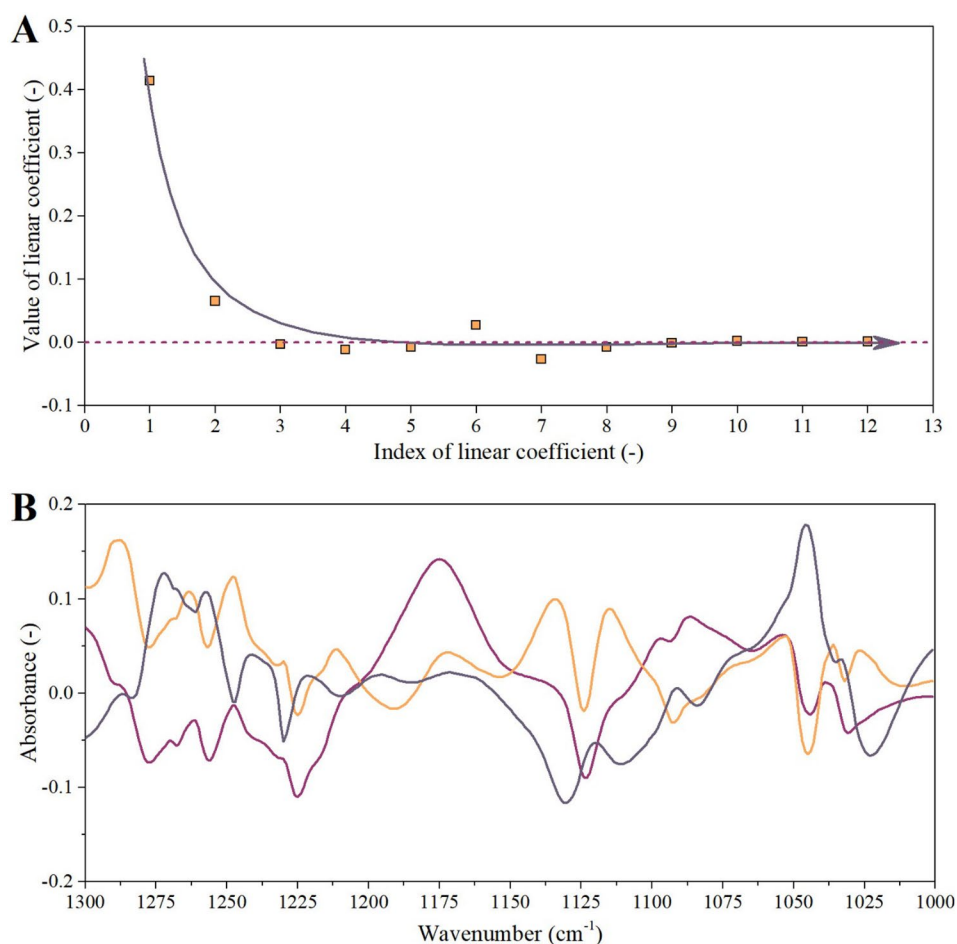 A
Value of lienar coefficient (-)
0.5
0.4
0.3
0.2
0.1
0.0
-0.1
0 1 2 3 4 5 6 7 8 9 10 11 12 13
Index of linear coefficient (-)
B
Absorbance (-)
0.2
0.1
0.0
-0.1
-0.2
1300 1275 1250 1225 1200 1175 1150 1125 1100 1075 1050 1025 1000
Wavenumber (cm⁻¹)